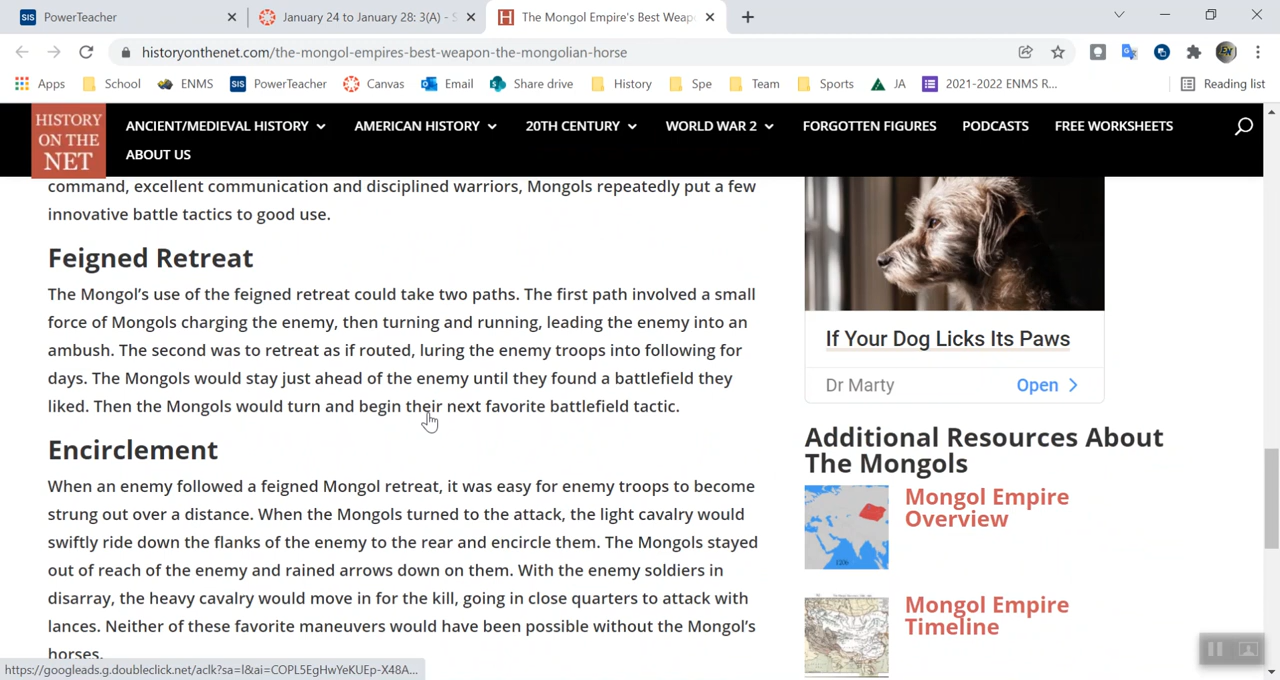 PowerTeacher
January 24 to January 28: 3(A) - S
The Mongol Empire's Best Weapo
historyonthenet.com/the-mongol-empires-best-weapon-the-mongolian-horse
Apps School ENMS PowerTeacher Canvas Email Share drive History Spe Team Sports JA 2021-2022 ENMS R... Reading list
HISTORY
ON THE
NET
ANCIENT/MEDIEVAL HISTORY AMERICAN HISTORY 20TH CENTURY WORLD WAR 2 FORGOTTEN FIGURES PODCASTS FREE WORKSHEETS
ABOUT US
command, excellent communication and disciplined warriors, Mongols repeatedly put a few
innovative battle tactics to good use.
Feigned Retreat
The Mongol's use of the feigned retreat could take two paths. The first path involved a small
force of Mongols charging the enemy, then turning and running, leading the enemy into an
ambush. The second was to retreat as if routed, luring the enemy troops into following for
days. The Mongols would stay just ahead of the enemy until they found a battlefield they
liked. Then the Mongols would turn and begin their next favorite battlefield tactic.
Encirclement
When an enemy followed a feigned Mongol retreat, it was easy for enemy troops to become
strung out over a distance. When the Mongols turned to the attack, the light cavalry would
swiftly ride down the flanks of the enemy to the rear and encircle them. The Mongols stayed
out of reach of the enemy and rained arrows down on them. With the enemy soldiers in
disarray, the heavy cavalry would move in for the kill, going in close quarters to attack with
lances. Neither of these favorite maneuvers would have been possible without the Mongol's
horses.
If Your Dog Licks Its Paws
Dr Marty Open
Additional Resources About
The Mongols
Mongol Empire
Overview
1206
Mongol Empire
Timeline
https://googleads.g.doubleclick.net/aclk?sa=l&ai=COPL5EgHwYeKUEp-X48A...